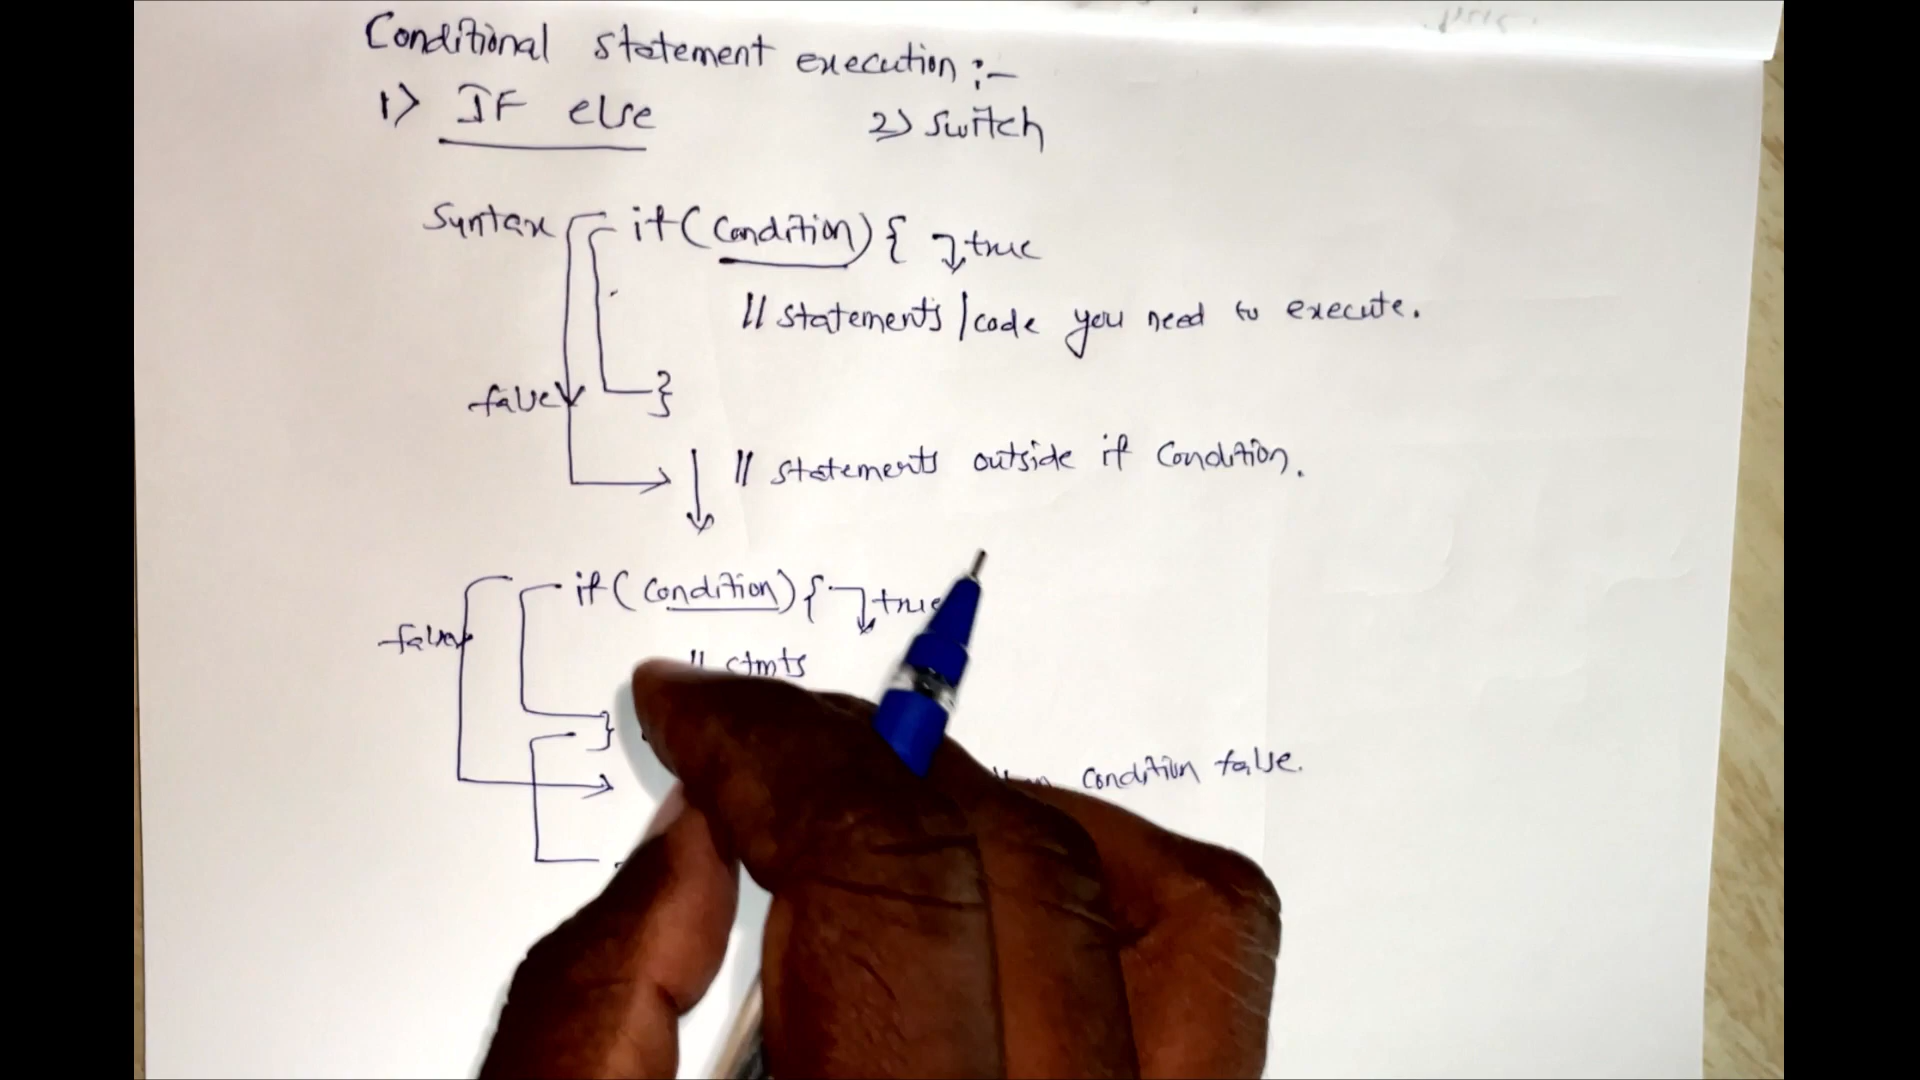 Conditional statement execution :-
1) IF else 2) Switch
Syntax if (Condition) { true
// statements / code you need to execute.
false }
// statements outside if Condition.
if (Condition) { true
false
// stmts
}
Condition false.